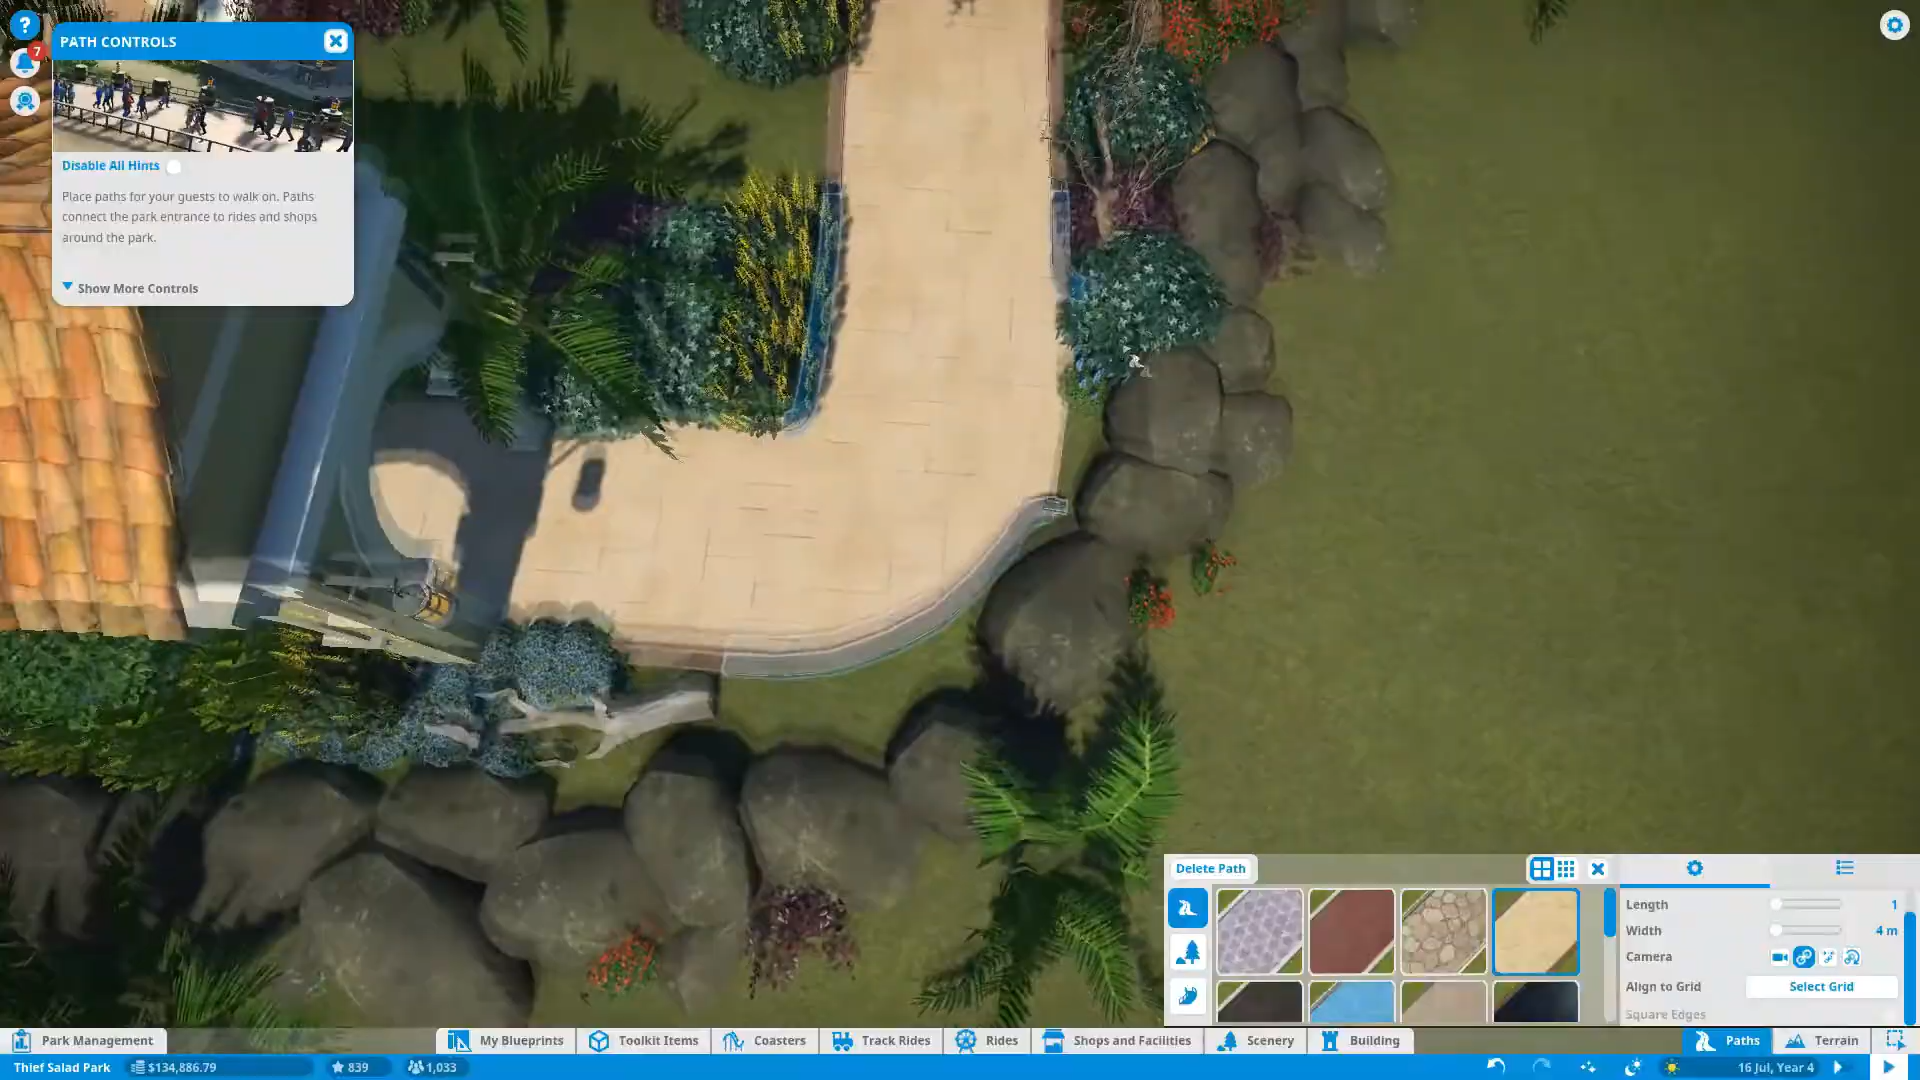 ?
PATH CONTROLS
7
Disable All Hints
Place paths for your guests to walk on. Paths
connect the park entrance to rides and shops
around the park.
Show More Controls
Delete Path
Length 1
Width 4 m
Camera
Align to Grid Select Grid
Square Edges
Park Management My Blueprints Toolkit Items Coasters Track Rides Rides Shops and Facilities Scenery Building Paths Terrain
Thief Salad Park $134,886.79 839 1,033 16 Jul, Year 4